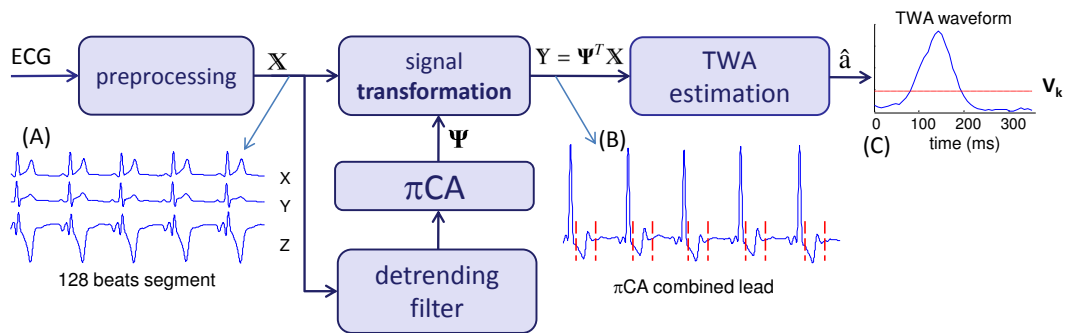 ECG
preprocessing
𝕏
signal
transformation
𝕐 = 𝚿ᵀ𝕏
TWA
estimation
â
TWA waveform
V_k
0 100 200 300
time (ms)
(C)
(A)
X
Y
Z
128 beats segment
𝚿
πCA
detrending
filter
(B)
πCA combined lead